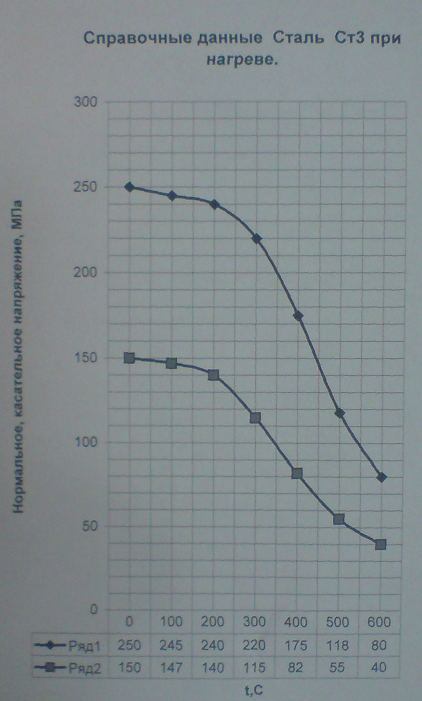 Справочные данные Сталь Ст3 при
нагреве.
Нормальное, касательное напряжение, МПа
300
250
200
150
100
50
0
0 100 200 300 400 500 600
Ряд1 250 245 240 220 175 118 80
Ряд2 150 147 140 115 82 55 40
t,C